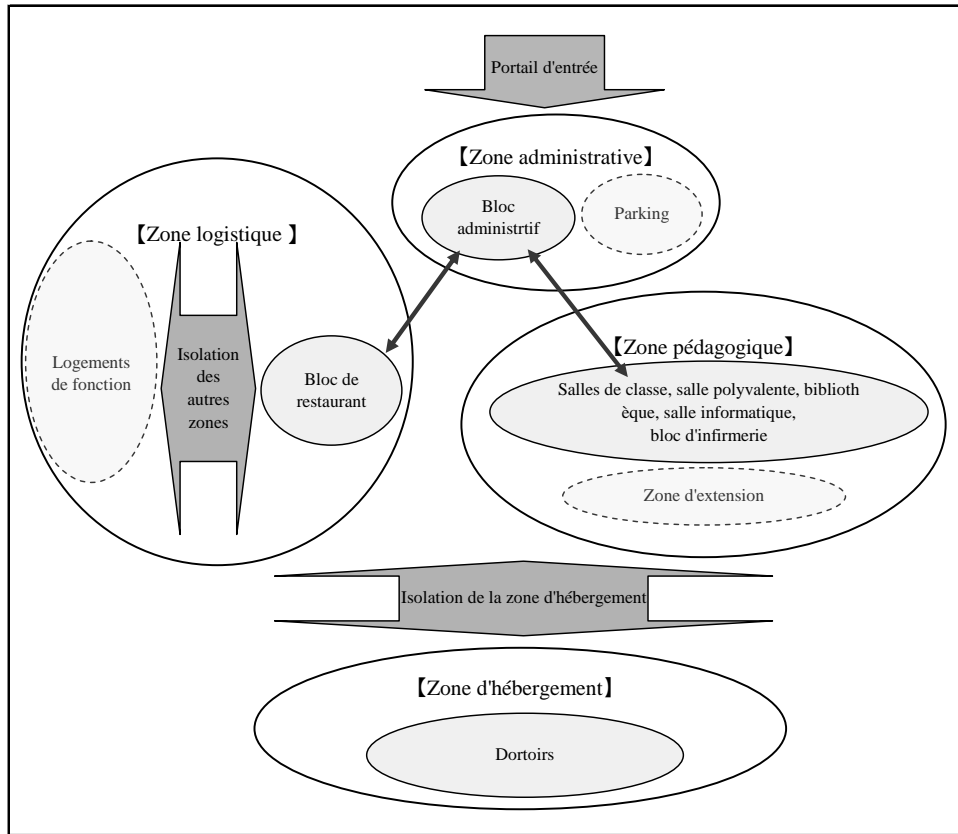 Portail d'entrée
【Zone administrative】
Bloc
administrtif
Parking
【Zone logistique 】
Logements
de fonction
Isolation
des
autres
zones
Bloc de
restaurant
【Zone pédagogique】
Salles de classe, salle polyvalente, biblioth
èque, salle informatique,
bloc d'infirmerie
Zone d'extension
Isolation de la zone d'hébergement
【Zone d'hébergement】
Dortoirs